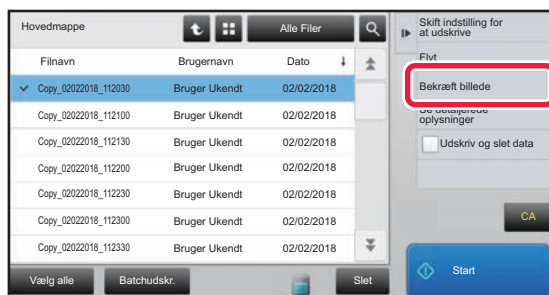 Hovedmappe
Alle Filer
Filnavn Brugernavn Dato
Copy_02022018_112030 Bruger Ukendt 02/02/2018
Copy_02022018_112100 Bruger Ukendt 02/02/2018
Copy_02022018_112130 Bruger Ukendt 02/02/2018
Copy_02022018_112200 Bruger Ukendt 02/02/2018
Copy_02022018_112230 Bruger Ukendt 02/02/2018
Copy_02022018_112300 Bruger Ukendt 02/02/2018
Copy_02022018_112330 Bruger Ukendt 02/02/2018
Vælg alle Batchudskr. Slet
Skift indstilling for
at udskrive
Flyt
Bekræft billede
Se detaljerede
oplysninger
Udskriv og slet data
CA
Start